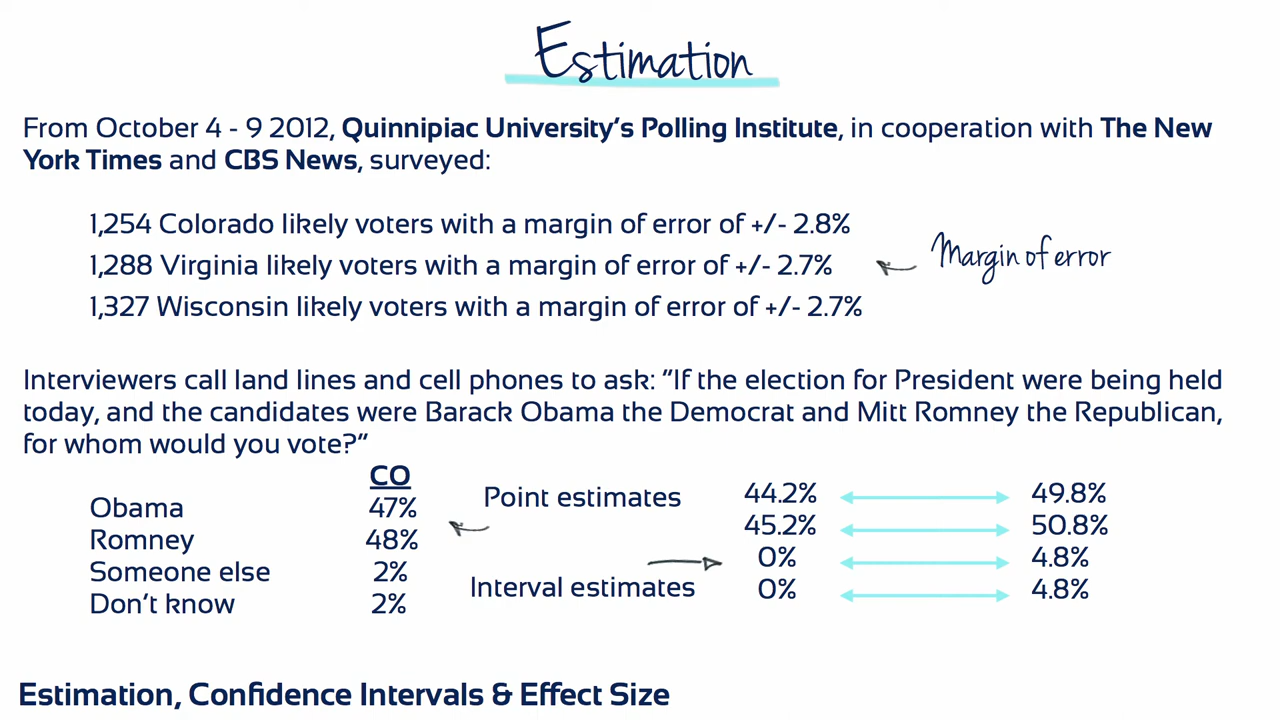 Estimation
From October 4 - 9 2012, Quinnipiac University's Polling Institute, in cooperation with The New
York Times and CBS News, surveyed:
1,254 Colorado likely voters with a margin of error of +/- 2.8%
1,288 Virginia likely voters with a margin of error of +/- 2.7%
Margin of error
1,327 Wisconsin likely voters with a margin of error of +/- 2.7%
Interviewers call land lines and cell phones to ask: "If the election for President were being held
today, and the candidates were Barack Obama the Democrat and Mitt Romney the Republican,
for whom would you vote?"
CO
Obama 47% Point estimates 44.2% 49.8%
Romney 48% 45.2% 50.8%
Someone else 2% 0% 4.8%
Don't know 2% Interval estimates 0% 4.8%
Estimation, Confidence Intervals & Effect Size